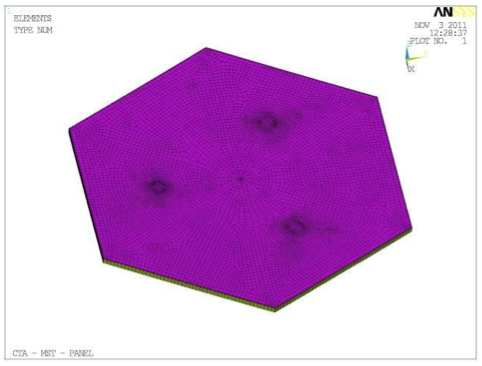 ELEMENTS
TYPE NUM
ANSYS
NOV 3 2011
12:28:37
PLOT NO. 1
X
CTA - MST - PANEL